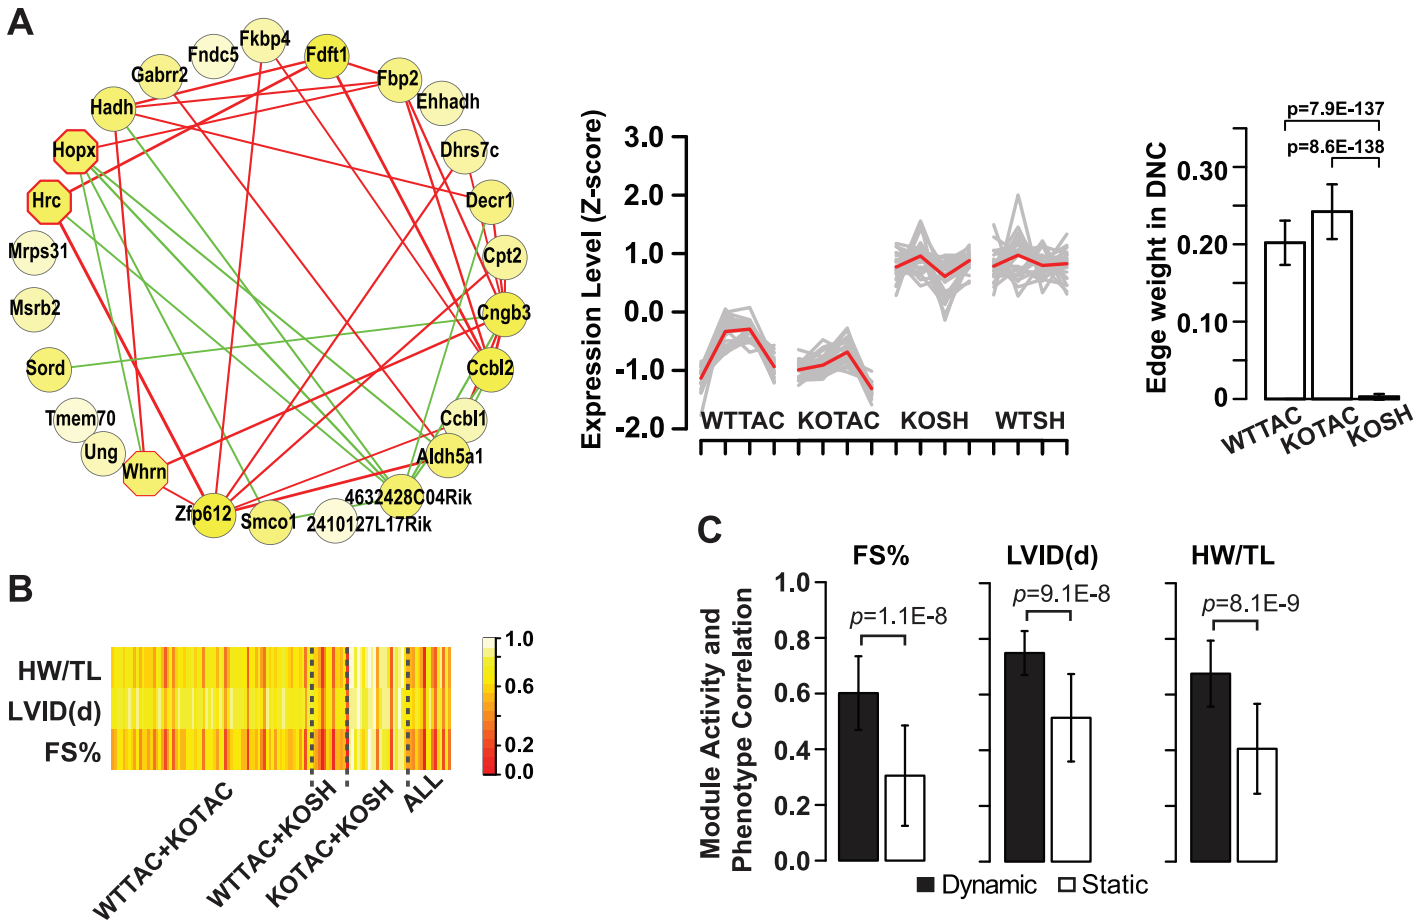 A
Fkbp4
Fndc5
Fdft1
Gabrr2
Fbp2
Hadh
Ehhadh
Hopx
Dhrs7c
Hrc
Decr1
Mrps31
Cpt2
Msrb2
Cngb3
Sord
Ccbl2
Tmem70
Ccbl1
Ung
Aldh5a1
Whrn
4632428C04Rik
Zfp612
Smco1
2410127L17Rik
Expression Level (Z-score)
3.0
2.0
1.0
0.0
-1.0
-2.0
WTTAC
KOTAC
KOSH
WTSH
Edge weight in DNC
p=7.9E-137
p=8.6E-138
0.30
0.20
0.10
0
WTTAC
KOTAC
KOSH
B
HW/TL
LVID(d)
FS%
1.0
0.6
0.2
0.0
WTTAC+KOTAC
WTTAC+KOSH
KOTAC+KOSH
ALL
C
Module Activity and
Phenotype Correlation
FS%
LVID(d)
HW/TL
1.0
0.8
0.6
0.4
0.2
0.0
p=1.1E-8
p=9.1E-8
p=8.1E-9
Dynamic
Static